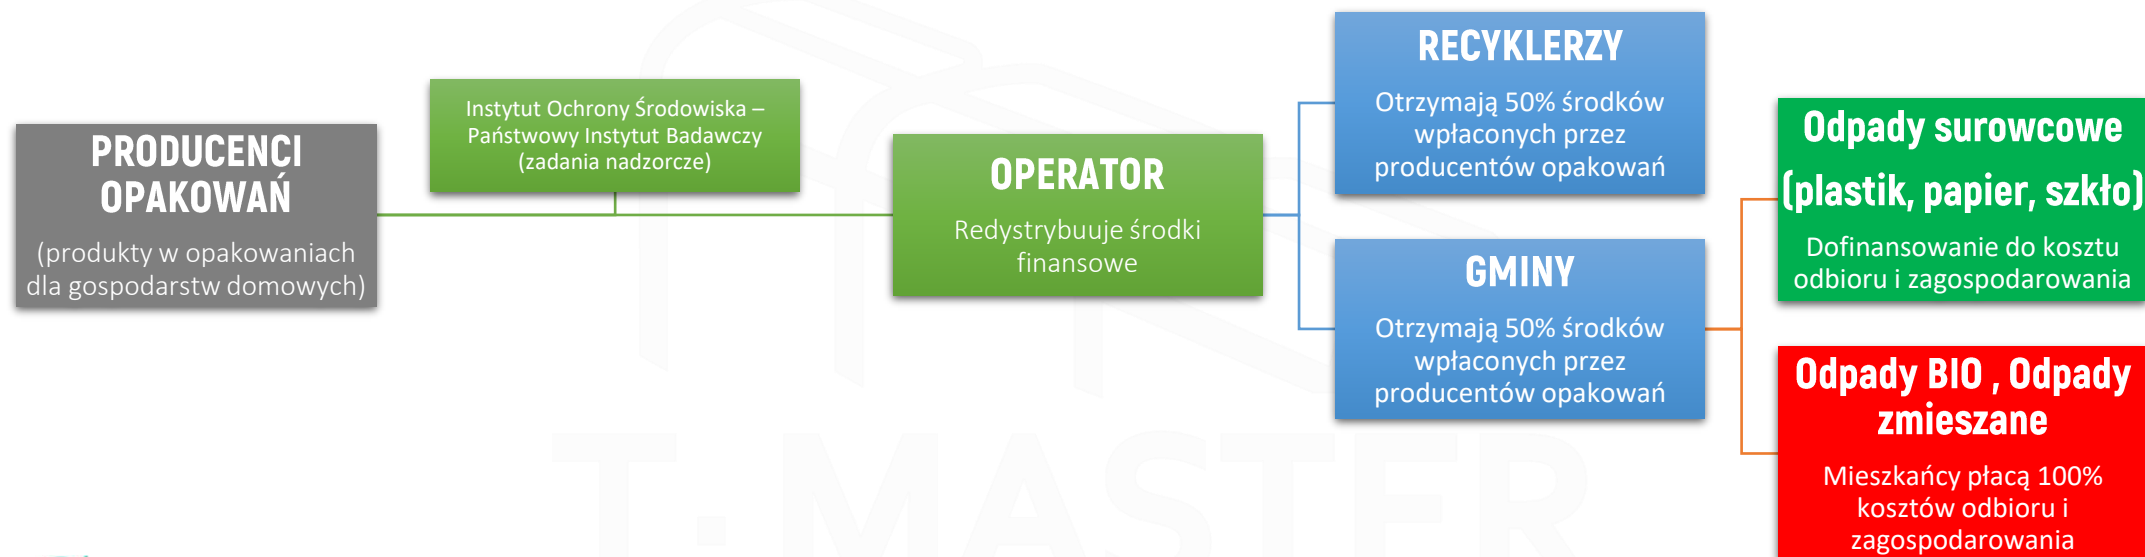 PRODUCENCI
OPAKOWAŃ
(produkty w opakowaniach
dla gospodarstw domowych)
Instytut Ochrony Środowiska –
Państwowy Instytut Badawczy
(zadania nadzorcze)
OPERATOR
Redystrybuuje środki
finansowe
RECYKLERZY
Otrzymają 50% środków
wpłaconych przez
producentów opakowań
GMINY
Otrzymają 50% środków
wpłaconych przez
producentów opakowań
Odpady surowcowe
(plastik, papier, szkło)
Dofinansowanie do kosztu
odbioru i zagospodarowania
Odpady BIO , Odpady
zmieszane
Mieszkańcy płacą 100%
kosztów odbioru i
zagospodarowania
T·MASTER